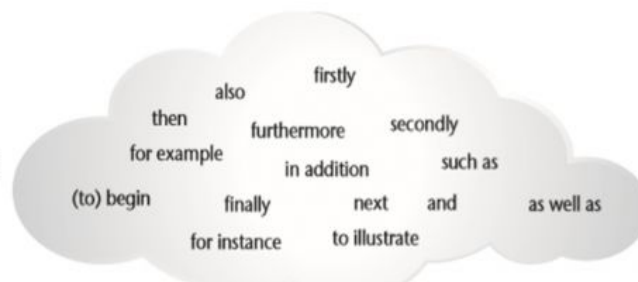 firstly
also
then
furthermore
secondly
for example
in addition
such as
(to) begin
finally
next
and
as well as
for instance
to illustrate